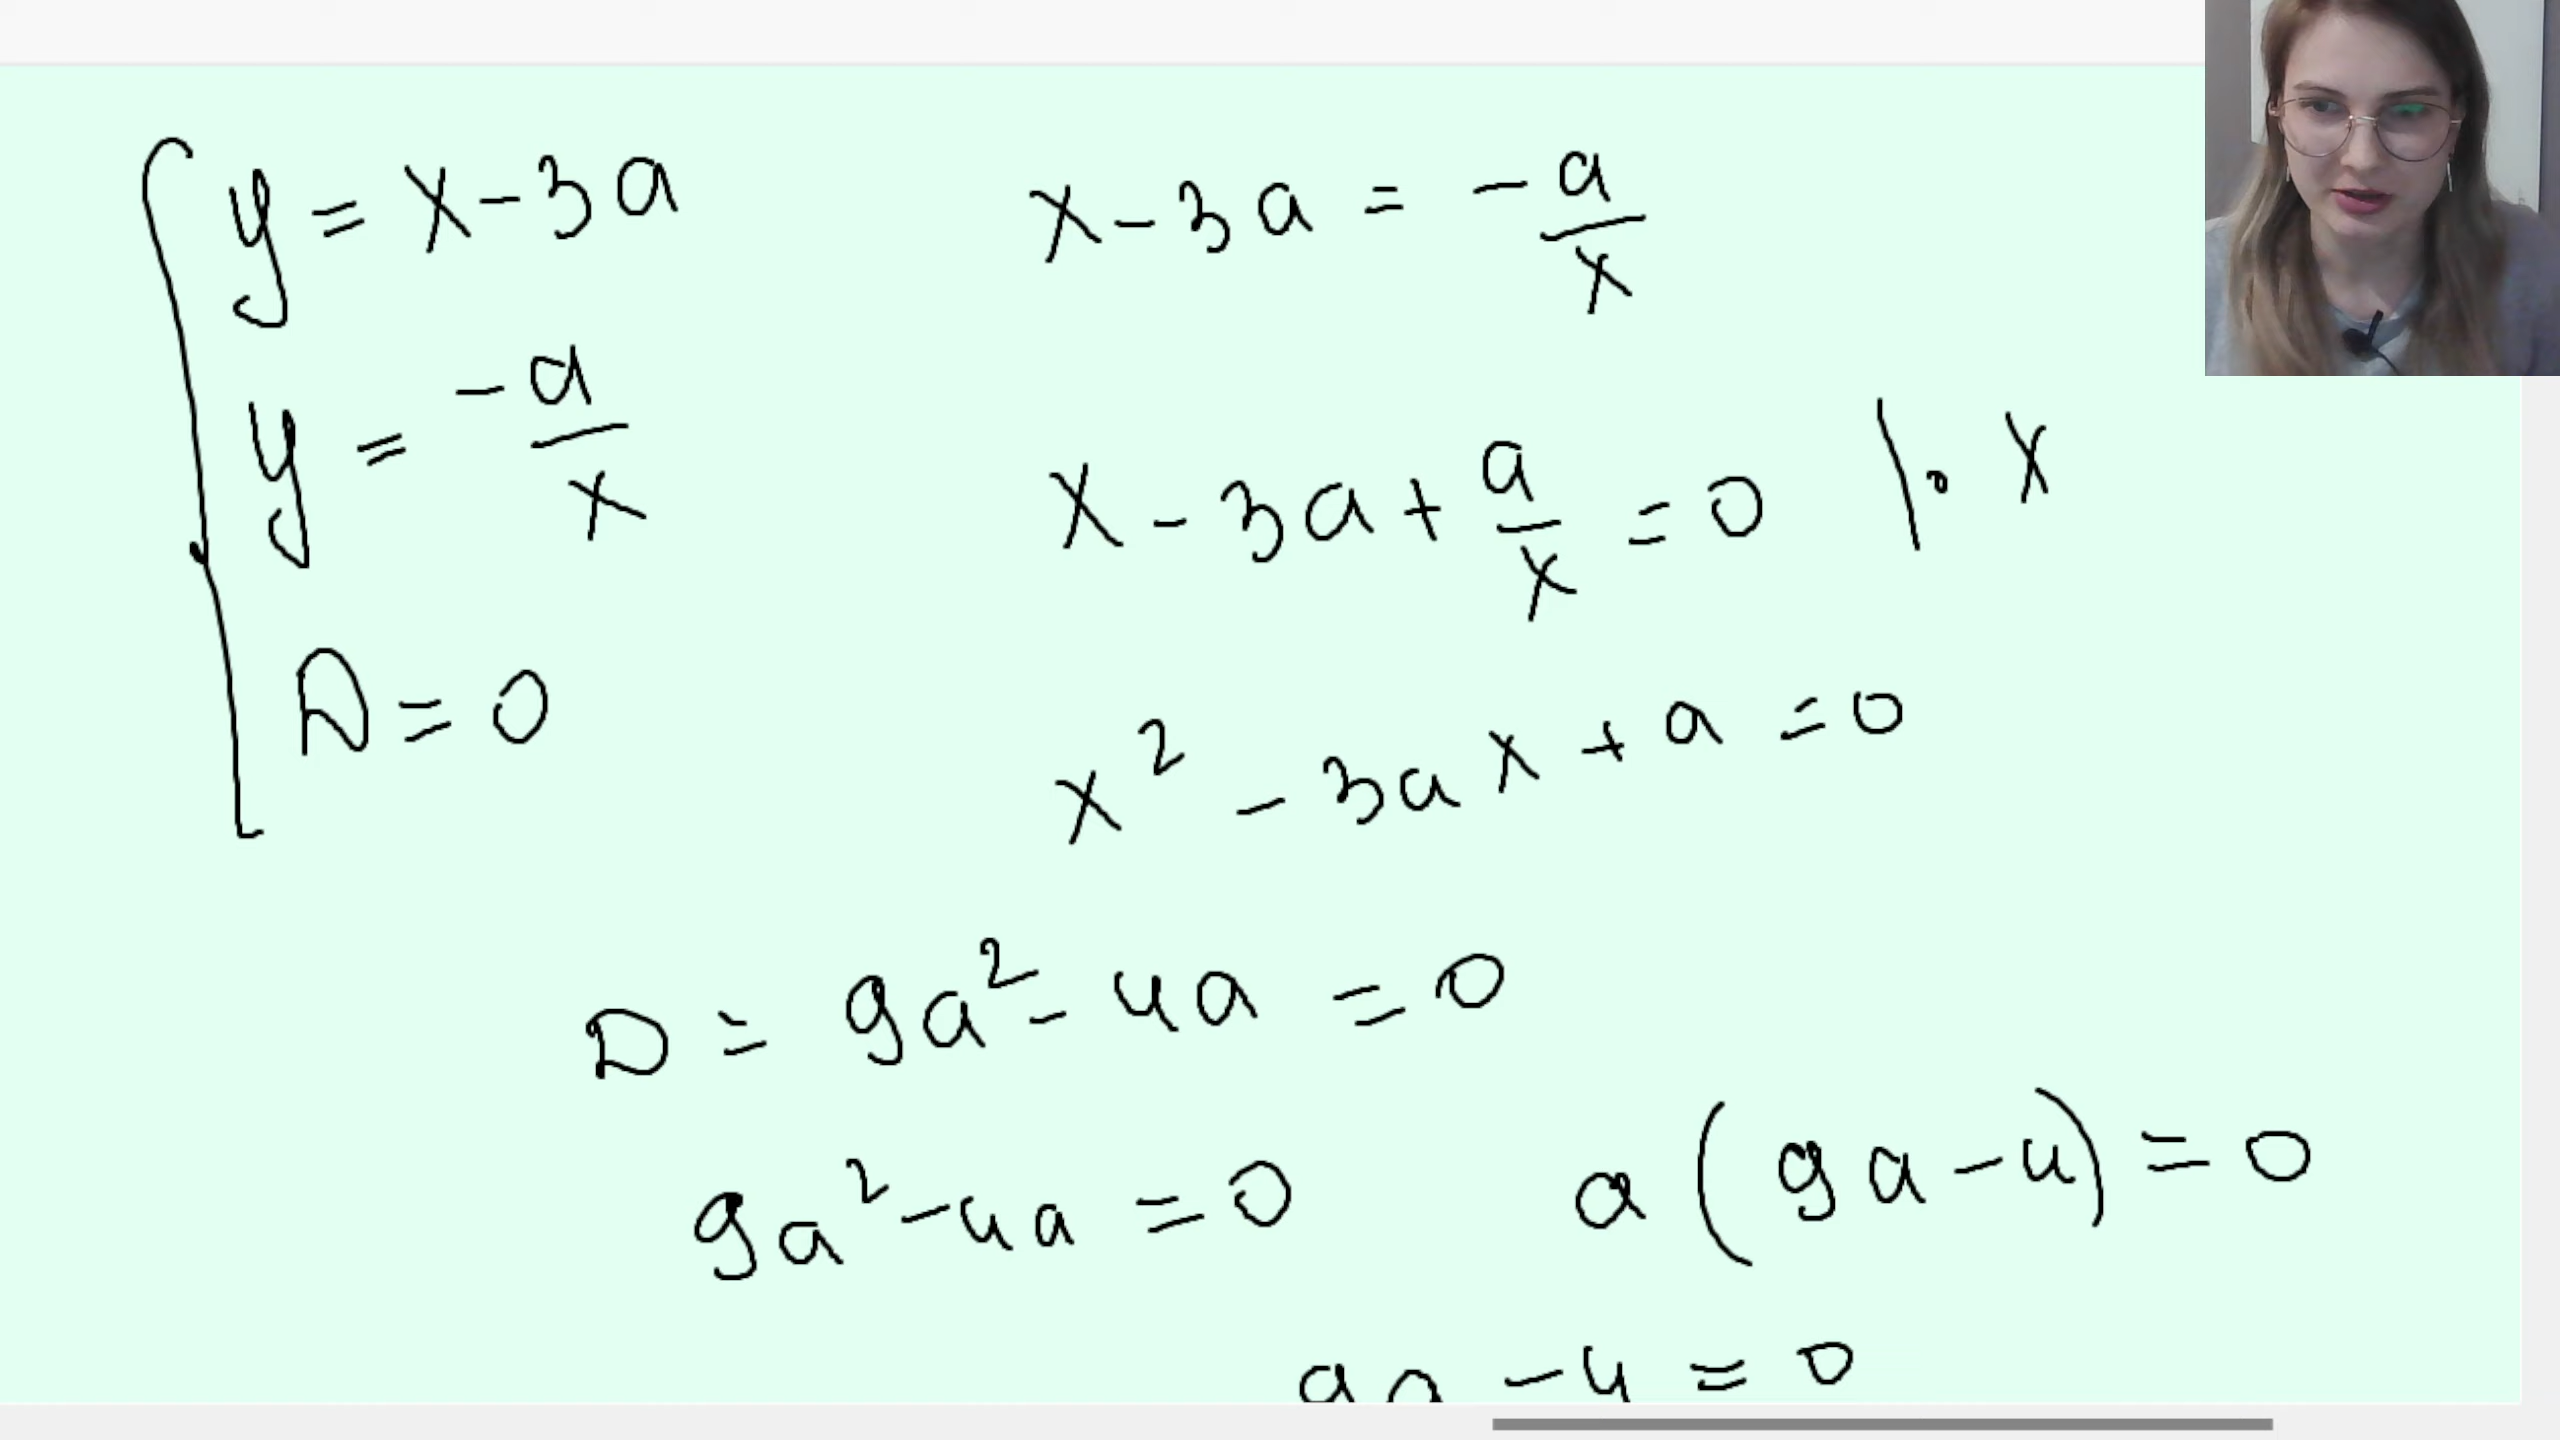 y = x - 3a
y = -a/x
D = 0
x - 3a = -a/x
x - 3a + a/x = 0 | · x
x² - 3ax + a = 0
D = 9a² - 4a = 0
9a² - 4a = 0
a(9a - 4) = 0
9a - 4 = 0